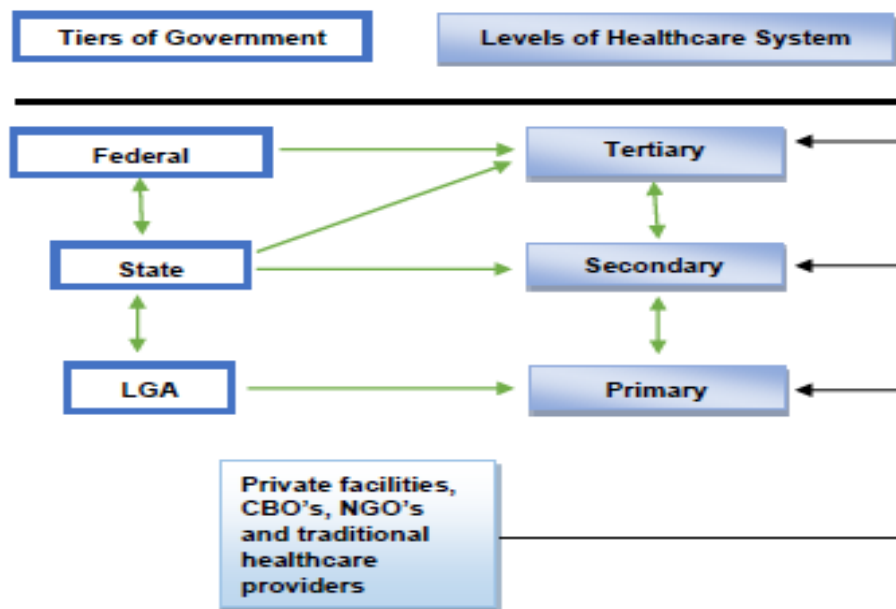 Tiers of Government
Levels of Healthcare System
Federal
Tertiary
State
Secondary
LGA
Primary
Private facilities,
CBO's, NGO's
and traditional
healthcare
providers